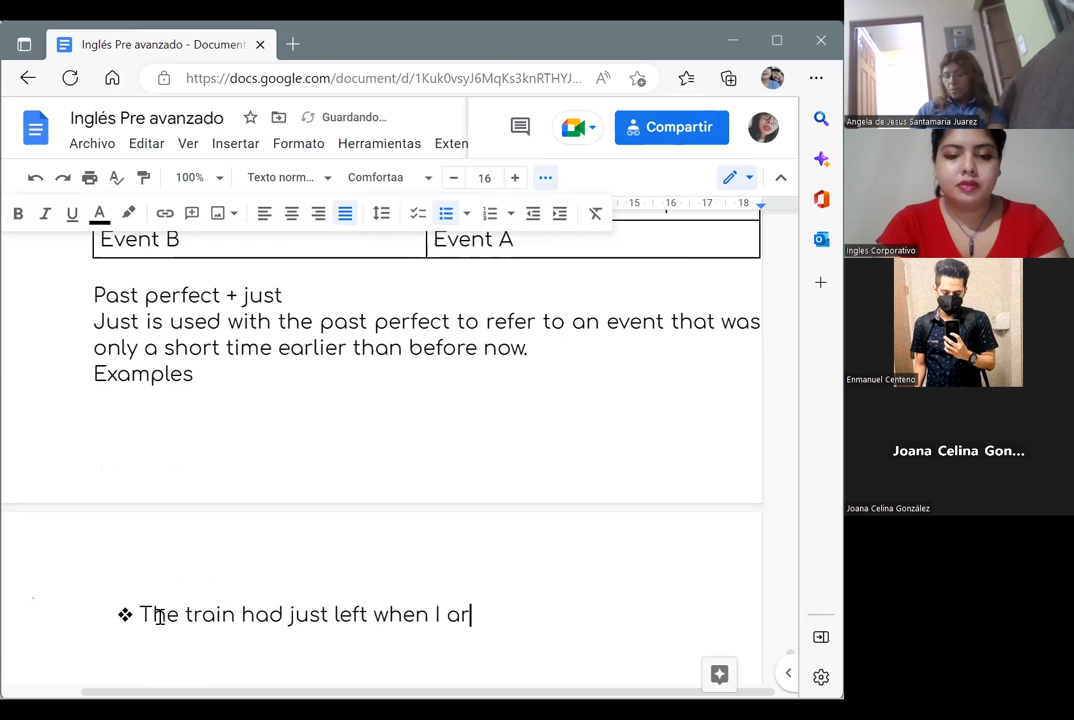 Inglés Pre avanzado - Document
https://docs.google.com/document/d/1Kuk0vsyJ6MqKs3knRTHYJ...
Inglés Pre avanzado
Guardando...
Compartir
Archivo Editar Ver Insertar Formato Herramientas Exten
100% Texto norm... Comfortaa 16
15 16 17 18
Event B Event A
Past perfect + just
Just is used with the past perfect to refer to an event that was
only a short time earlier than before now.
Examples
❖ The train had just left when I ar
Angela de Jesus Santamaria Juarez
Ingles Corporativo
Enmanuel Centeno
Joana Celina Gon...
Joana Celina González